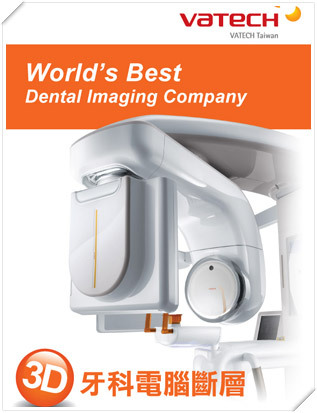 vatech
VATECH Taiwan
World's Best
Dental Imaging Company
3D 牙科電腦斷層